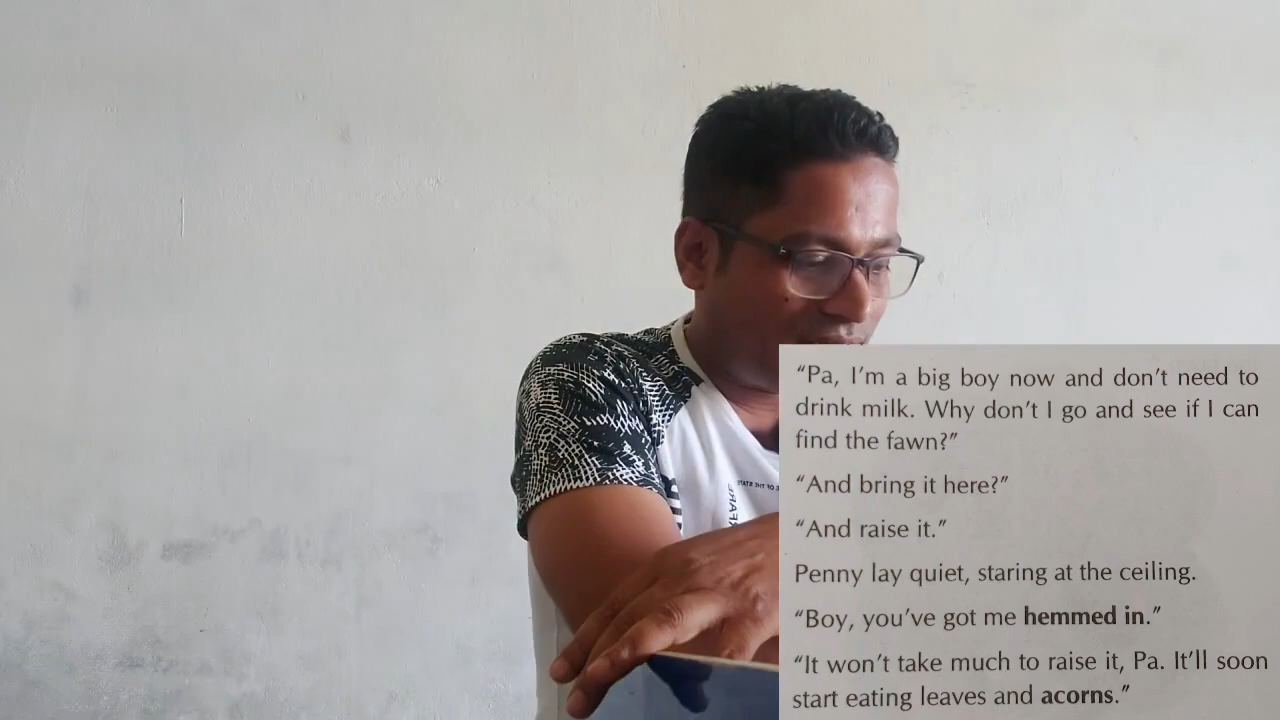 “Pa, I’m a big boy now and don’t need to
drink milk. Why don’t I go and see if I can
find the fawn?”
“And bring it here?”
“And raise it.”
Penny lay quiet, staring at the ceiling.
“Boy, you’ve got me hemmed in.”
“It won’t take much to raise it, Pa. It’ll soon
start eating leaves and acorns.”